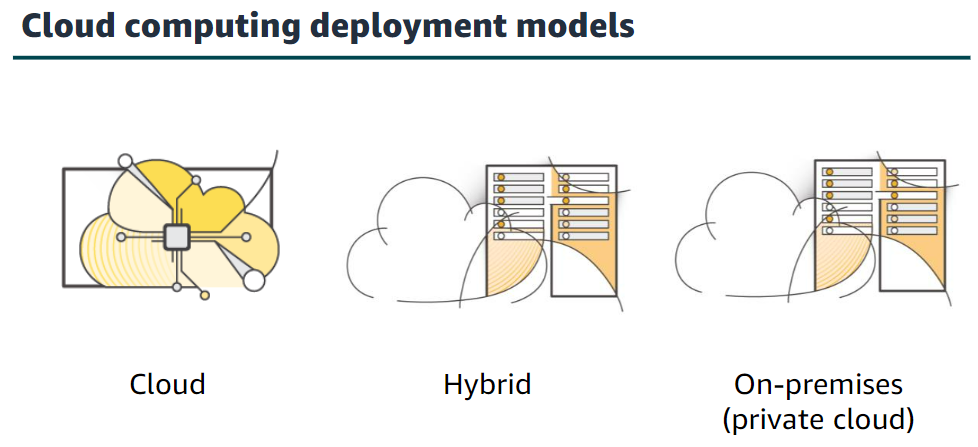 Cloud computing deployment models
Cloud
Hybrid
On-premises
(private cloud)